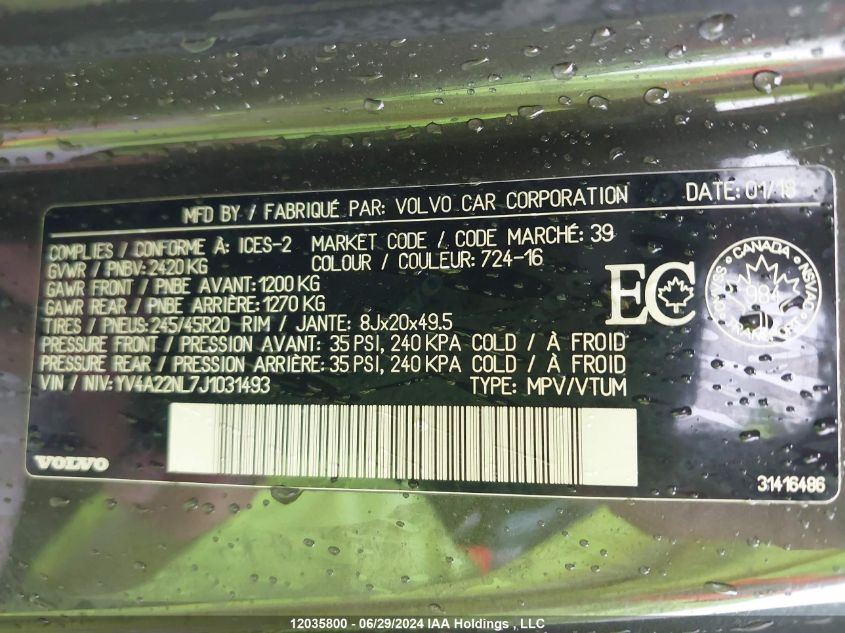 MFD BY / FABRIQUÉ PAR: VOLVO CAR CORPORATION DATE: 01/18
COMPLIES / CONFORME À: ICES-2 MARKET CODE / CODE MARCHÉ: 39
GVWR / PNBV: 2420 KG COLOUR / COULEUR: 724-16
GAWR FRONT / PNBE AVANT: 1200 KG
GAWR REAR / PNBE ARRIÈRE: 1270 KG
TIRES / PNEUS: 245/45R20 RIM / JANTE: 8Jx20x49.5
PRESSURE FRONT / PRESSION AVANT: 35 PSI, 240 KPA COLD / À FROID
PRESSURE REAR / PRESSION ARRIÈRE: 35 PSI, 240 KPA COLD / À FROID
VIN / NIV: YV4A22NL7J1031493 TYPE: MPV/VTUM
EC
CANADA
984
VOLVO
31416486
12035800 - 06/29/2024 IAA Holdings , LLC